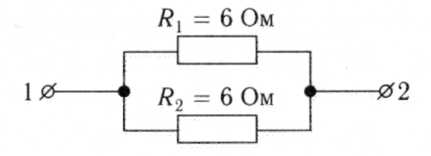 R₁ = 6 Ом
1 2
R₂ = 6 Ом